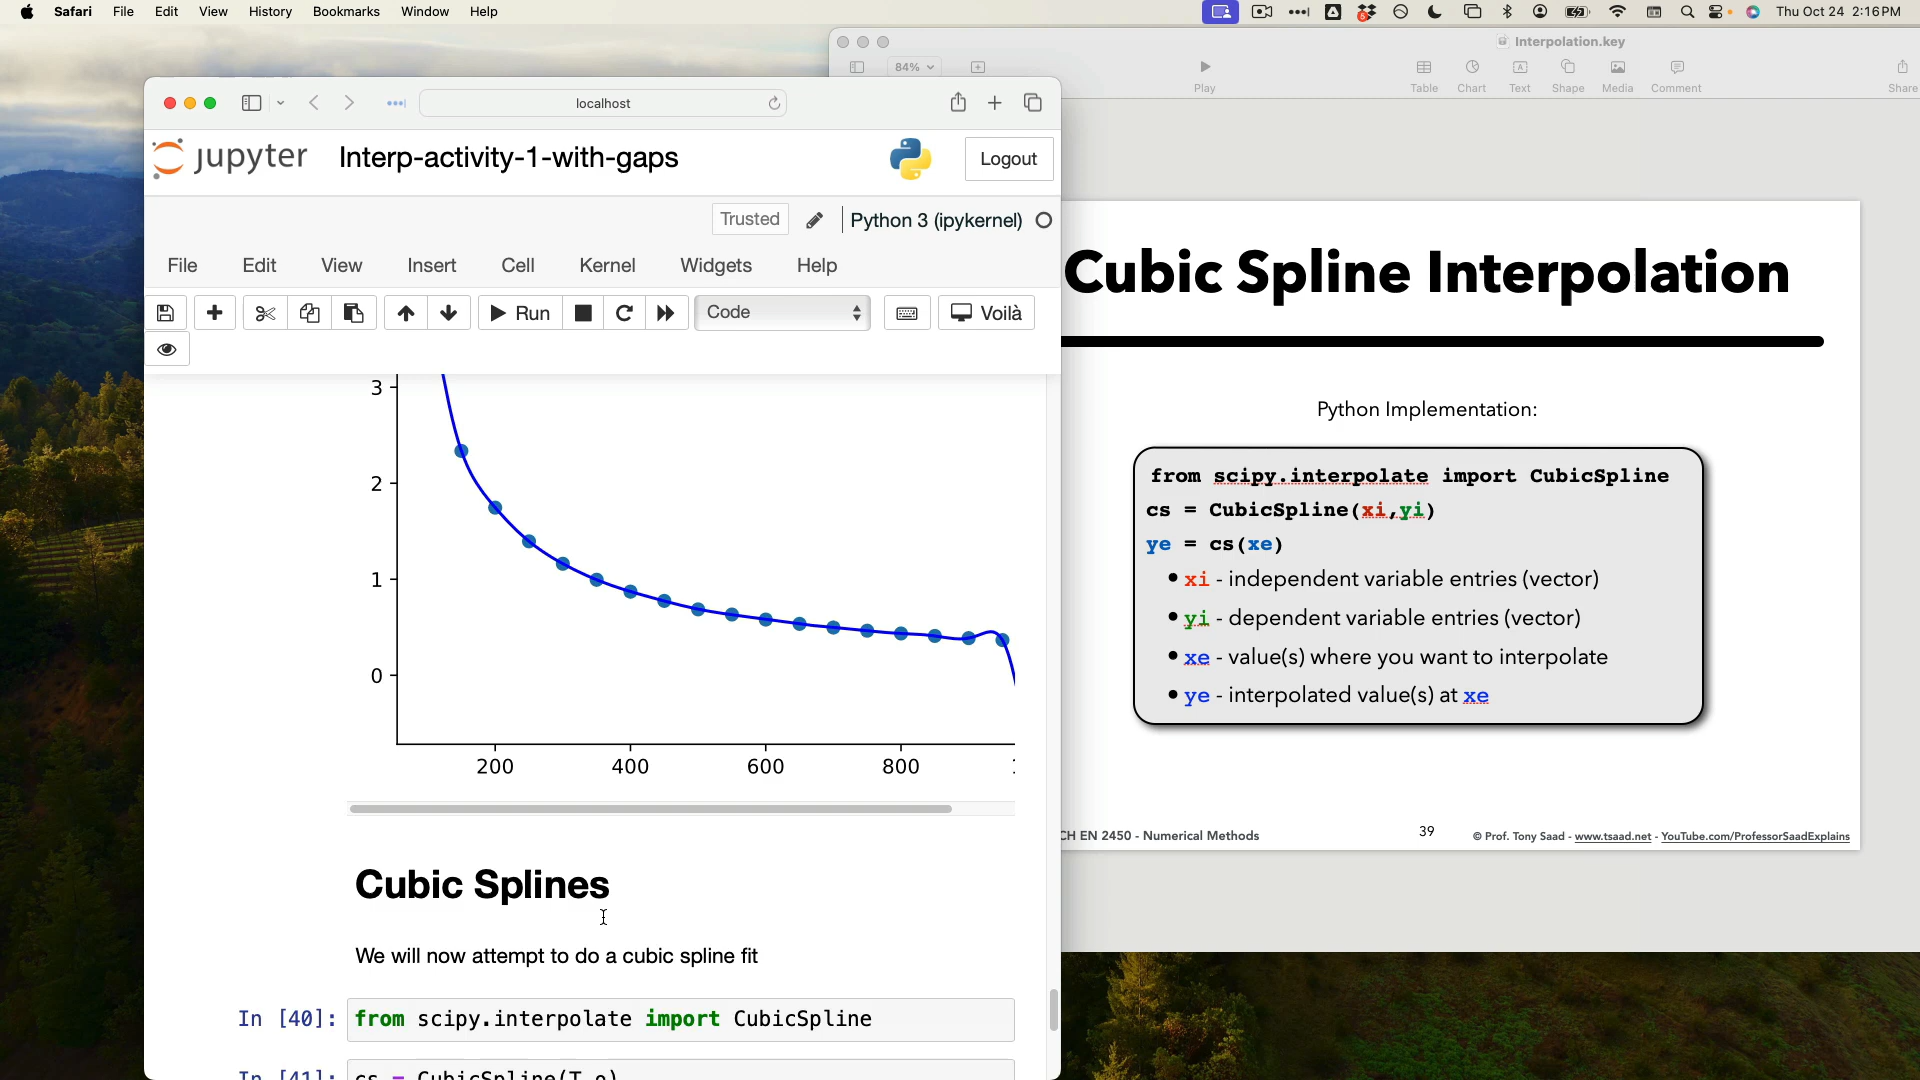 Safari File Edit View History Bookmarks Window Help Thu Oct 24 2:16 PM
Interpolation.key
84%
Play Table Chart Text Shape Media Comment Share
localhost
jupyter Interp-activity-1-with-gaps Logout
Trusted Python 3 (ipykernel)
File Edit View Insert Cell Kernel Widgets Help
Run Code Voilà
3
2
1
0
200 400 600 800
Cubic Splines
We will now attempt to do a cubic spline fit
In [40]: from scipy.interpolate import CubicSpline
In [41]: cs = CubicSpline(T,ρ)
Cubic Spline Interpolation
Python Implementation:
from scipy.interpolate import CubicSpline
cs = CubicSpline(xi,yi)
ye = cs(xe)
• xi - independent variable entries (vector)
• yi - dependent variable entries (vector)
• xe - value(s) where you want to interpolate
• ye - interpolated value(s) at xe
CH EN 2450 - Numerical Methods 39 © Prof. Tony Saad - www.tsaad.net - YouTube.com/ProfessorSaadExplains